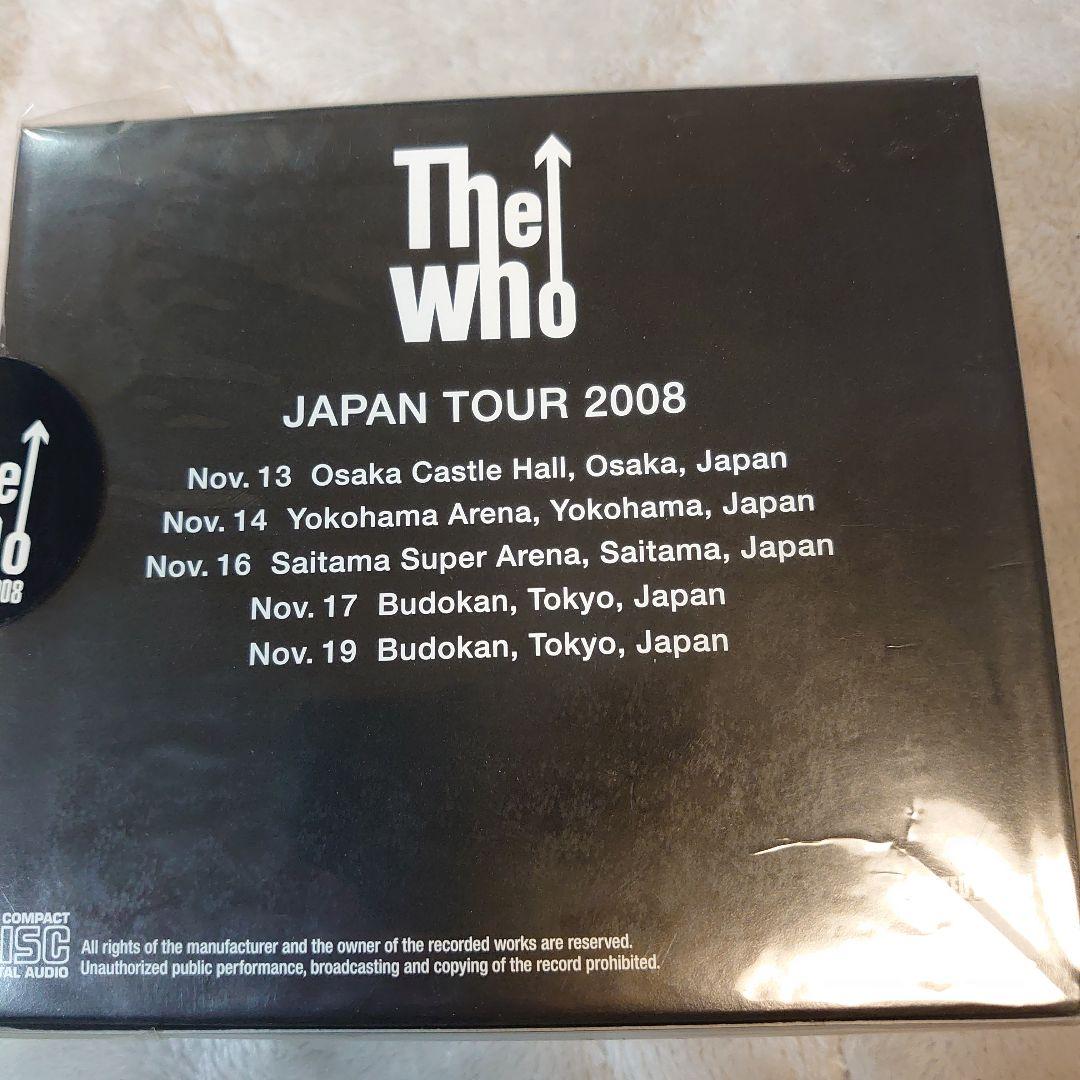 The
who
JAPAN TOUR 2008
Nov. 13 Osaka Castle Hall, Osaka, Japan
Nov. 14 Yokohama Arena, Yokohama, Japan
Nov. 16 Saitama Super Arena, Saitama, Japan
Nov. 17 Budokan, Tokyo, Japan
Nov. 19 Budokan, Tokyo, Japan
COMPACT
AUDIO
All rights of the manufacturer and the owner of the recorded works are reserved.
Unauthorized public performance, broadcasting and copying of the record prohibited.